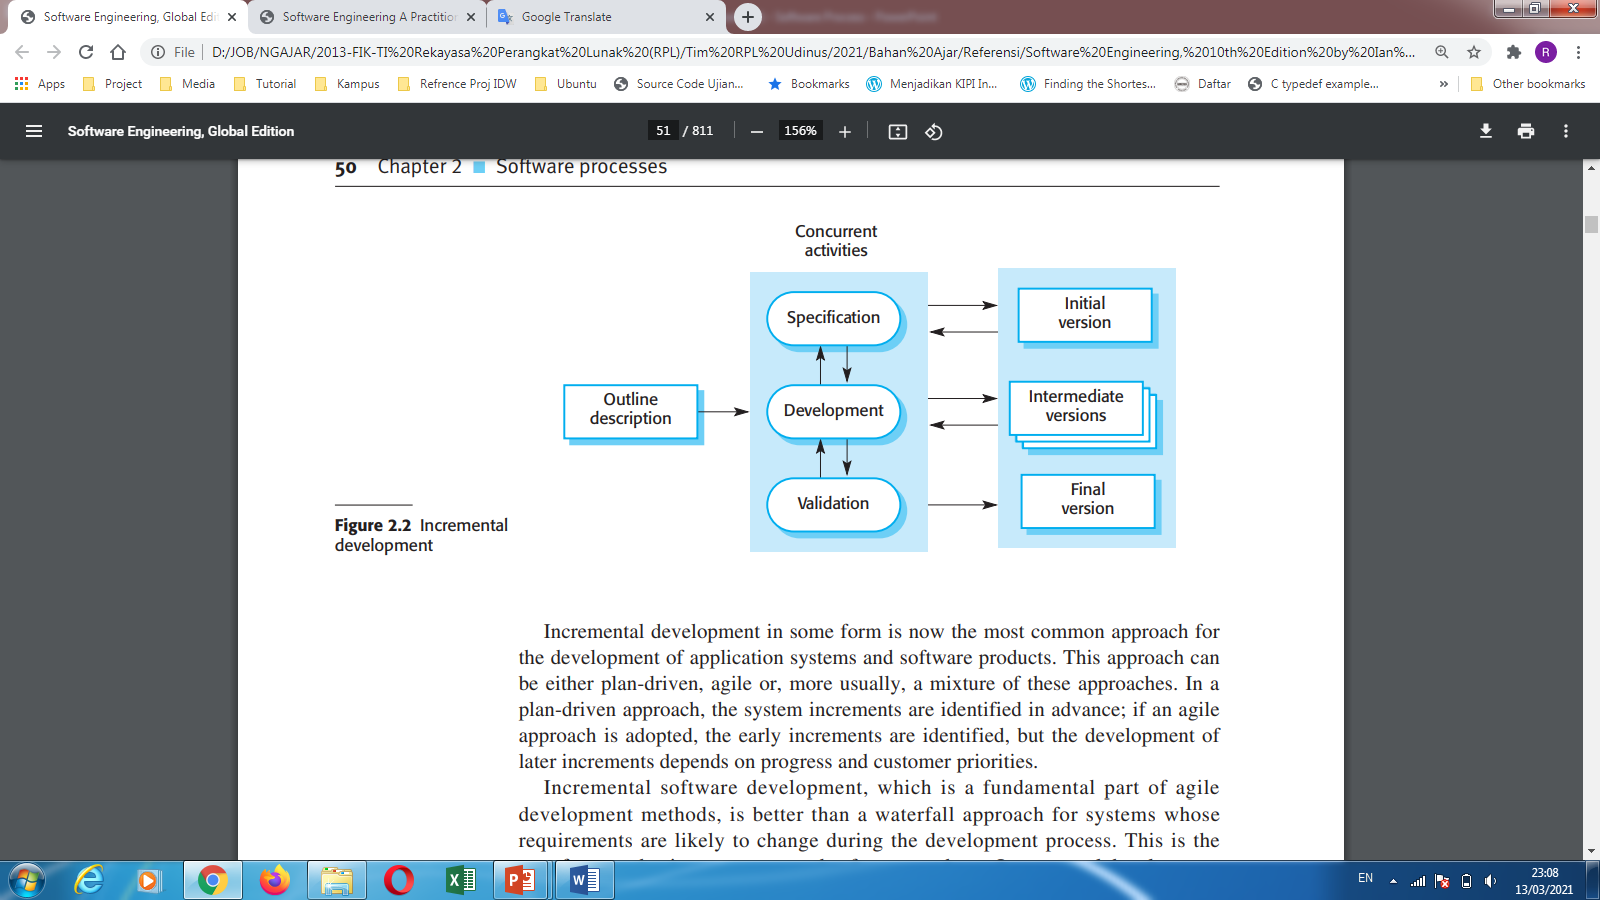 Software Engineering, Global Edi
Software Engineering A Practition
Google Translate
File
D:/JOB/NGAJAR/2013-FIK-TI%20Rekayasa%20Perangkat%20Lunak%20(RPL)/Tim%20RPL%20Udinus/2021/Bahan%20Ajar/Referensi/Software%20Engineering,%2010th%20Edition%20by%20Ian%...
R
Apps
Project
Media
Tutorial
Kampus
Refrence Proj IDW
Ubuntu
Source Code Ujian...
Bookmarks
Menjadikan KIPI In...
Finding the Shortes...
Daftar
C typedef example...
»
Other bookmarks
Software Engineering, Global Edition
51 / 811
156%
50 Chapter 2 Software processes
Concurrent
activities
Specification
Initial
version
Outline
description
Development
Intermediate
versions
Validation
Final
version
Figure 2.2 Incremental
development
Incremental development in some form is now the most common approach for
the development of application systems and software products. This approach can
be either plan-driven, agile or, more usually, a mixture of these approaches. In a
plan-driven approach, the system increments are identified in advance; if an agile
approach is adopted, the early increments are identified, but the development of
later increments depends on progress and customer priorities.
Incremental software development, which is a fundamental part of agile
development methods, is better than a waterfall approach for systems whose
requirements are likely to change during the development process. This is the
EN
23:08
13/03/2021